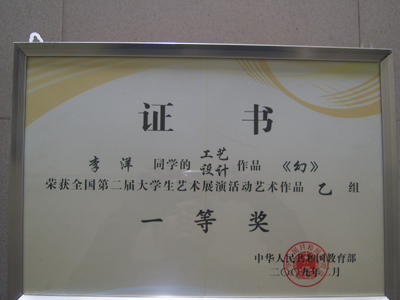 证书
李洋 同学的 工艺设计 作品 《幻》
荣获全国第二届大学生艺术展演活动艺术作品 乙 组
一等奖
中华人民共和国教育部
二〇〇九年二月